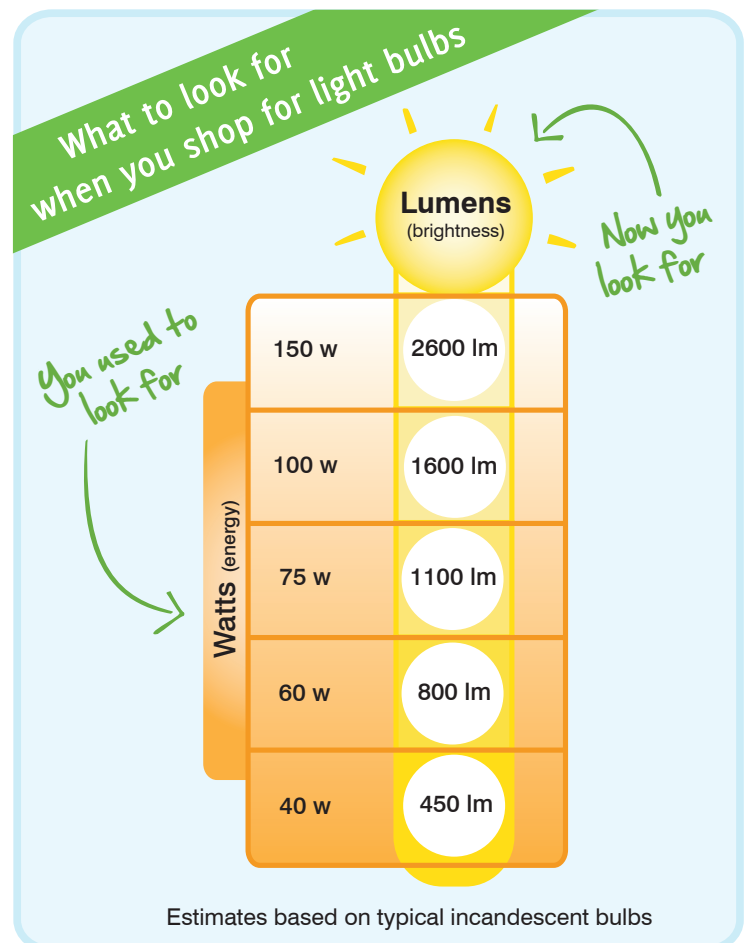 What to look for
when you shop for light bulbs
Lumens
(brightness)
Now you
look for
You used to
look for
Watts (energy)
150 w 2600 lm
100 w 1600 lm
75 w 1100 lm
60 w 800 lm
40 w 450 lm
Estimates based on typical incandescent bulbs